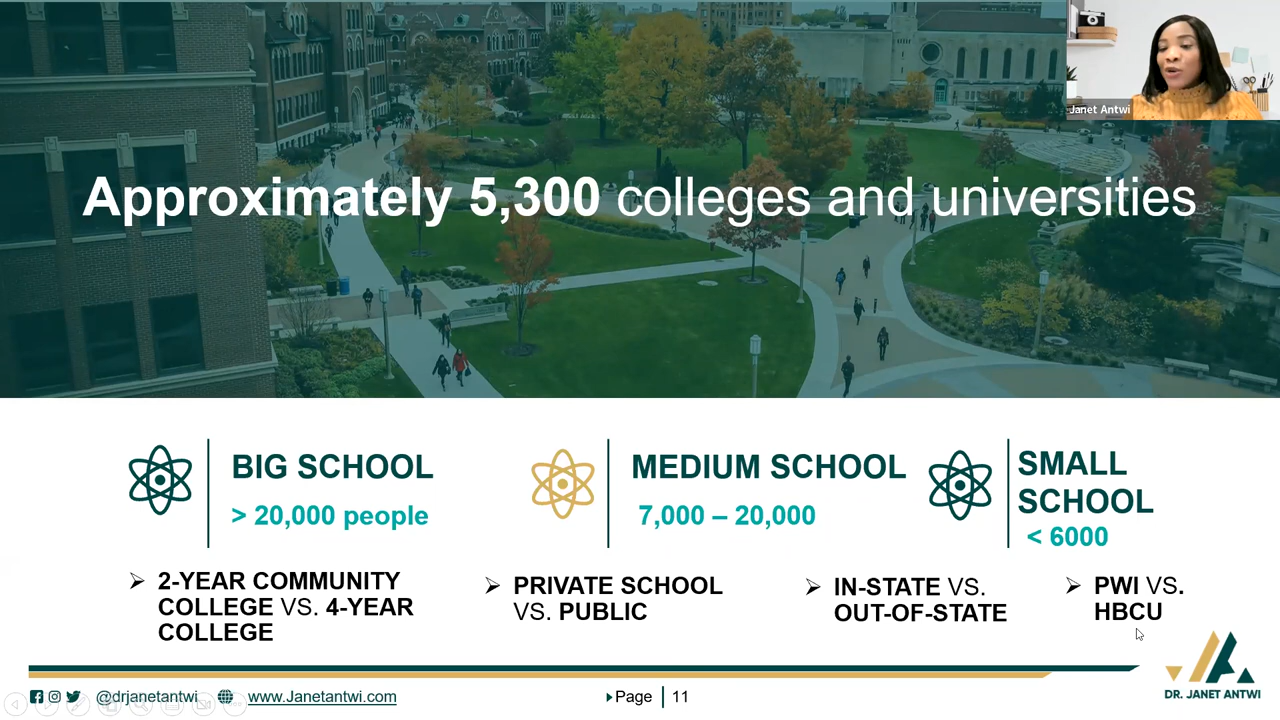 Janet Antwi
Approximately 5,300 colleges and universities
BIG SCHOOL
> 20,000 people
MEDIUM SCHOOL
7,000 – 20,000
SMALL
SCHOOL
< 6000
➢ 2-YEAR COMMUNITY
COLLEGE VS. 4-YEAR
COLLEGE
➢ PRIVATE SCHOOL
VS. PUBLIC
➢ IN-STATE VS.
OUT-OF-STATE
➢ PWI VS.
HBCU
@drjanetantwi
www.Janetantwi.com
Page
11
DR. JANET ANTWI